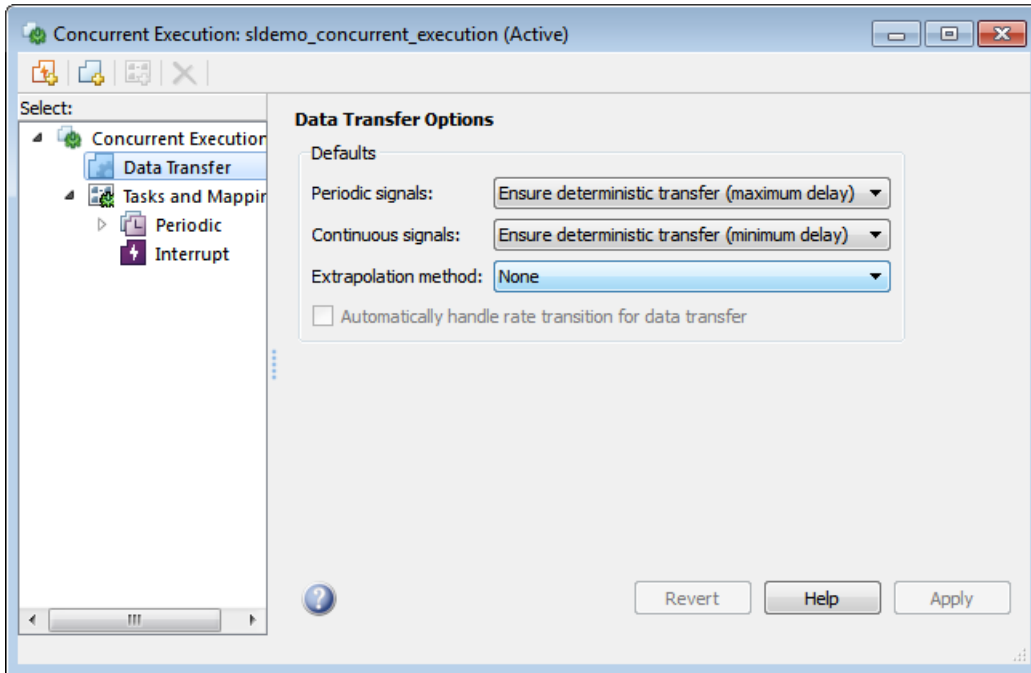 Concurrent Execution: sldemo_concurrent_execution (Active)
Select:
Concurrent Execution
Data Transfer
Tasks and Mappin
Periodic
Interrupt
Data Transfer Options
Defaults
Periodic signals: Ensure deterministic transfer (maximum delay)
Continuous signals: Ensure deterministic transfer (minimum delay)
Extrapolation method: None
Automatically handle rate transition for data transfer
? Revert Help Apply